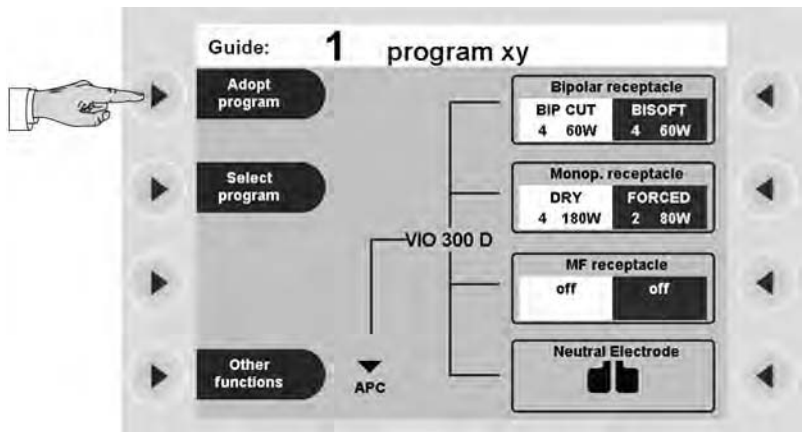 Guide: 1 program xy
Adopt
program
Select
program
Other
functions
VIO 300 D
APC
Bipolar receptacle
BIP CUT BISOFT
4 60W 4 60W
Monop. receptacle
DRY FORCED
4 180W 2 80W
MF receptacle
off off
Neutral Electrode